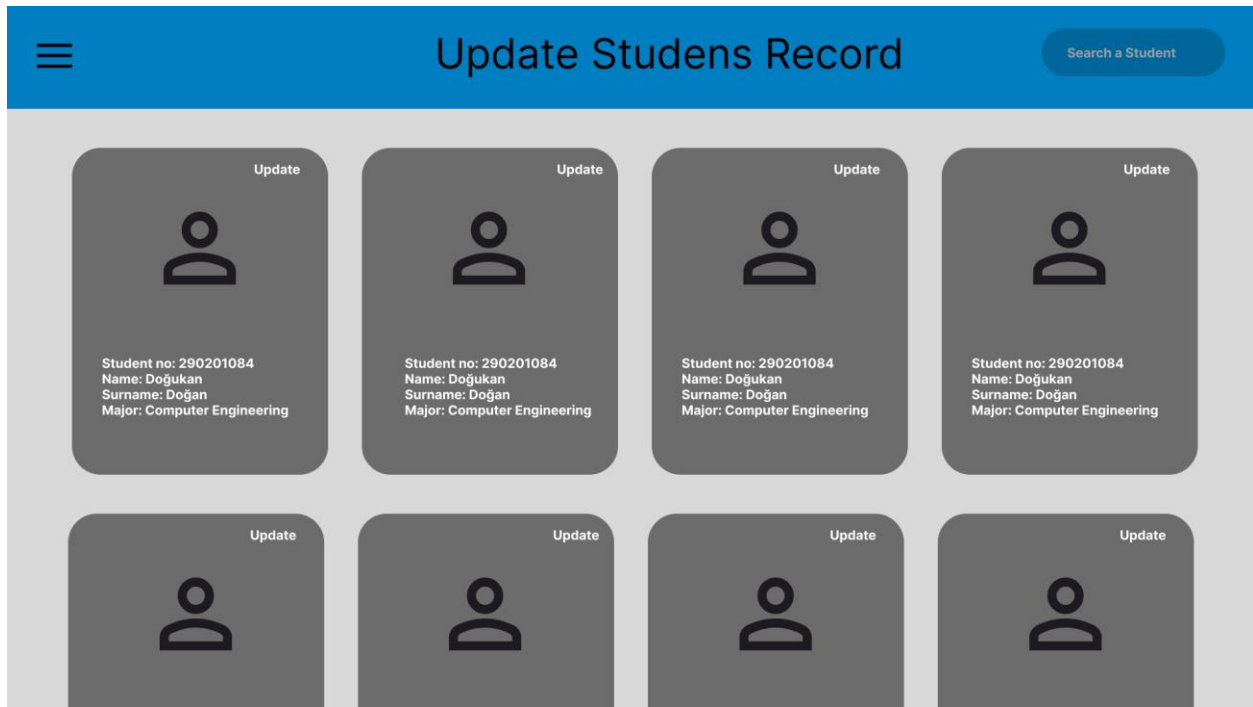 Update Studens Record
Search a Student
Update
Student no: 290201084
Name: Doğukan
Surname: Doğan
Major: Computer Engineering
Update
Student no: 290201084
Name: Doğukan
Surname: Doğan
Major: Computer Engineering
Update
Student no: 290201084
Name: Doğukan
Surname: Doğan
Major: Computer Engineering
Update
Student no: 290201084
Name: Doğukan
Surname: Doğan
Major: Computer Engineering
Update
Update
Update
Update